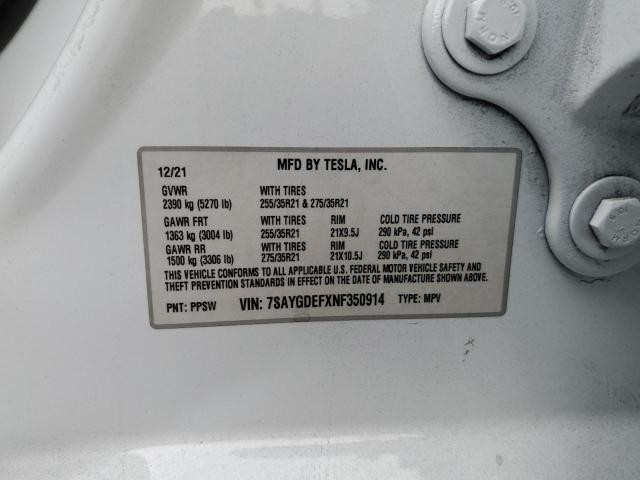 12/21 MFD BY TESLA, INC.
GVWR WITH TIRES
2390 kg (5270 lb) 255/35R21 & 275/35R21
GAWR FRT WITH TIRES RIM COLD TIRE PRESSURE
1363 kg (3004 lb) 255/35R21 21X9.5J 290 kPa, 42 psi
GAWR RR WITH TIRES RIM COLD TIRE PRESSURE
1500 kg (3306 lb) 275/35R21 21X10.5J 290 kPa, 42 psi
THIS VEHICLE CONFORMS TO ALL APPLICABLE U.S. FEDERAL MOTOR VEHICLE SAFETY AND
THEFT PREVENTION STANDARDS IN EFFECT ON THE DATE OF MANUFACTURE SHOWN ABOVE.
PNT: PPSW VIN: 7SAYGDEFXNF350914 TYPE: MPV